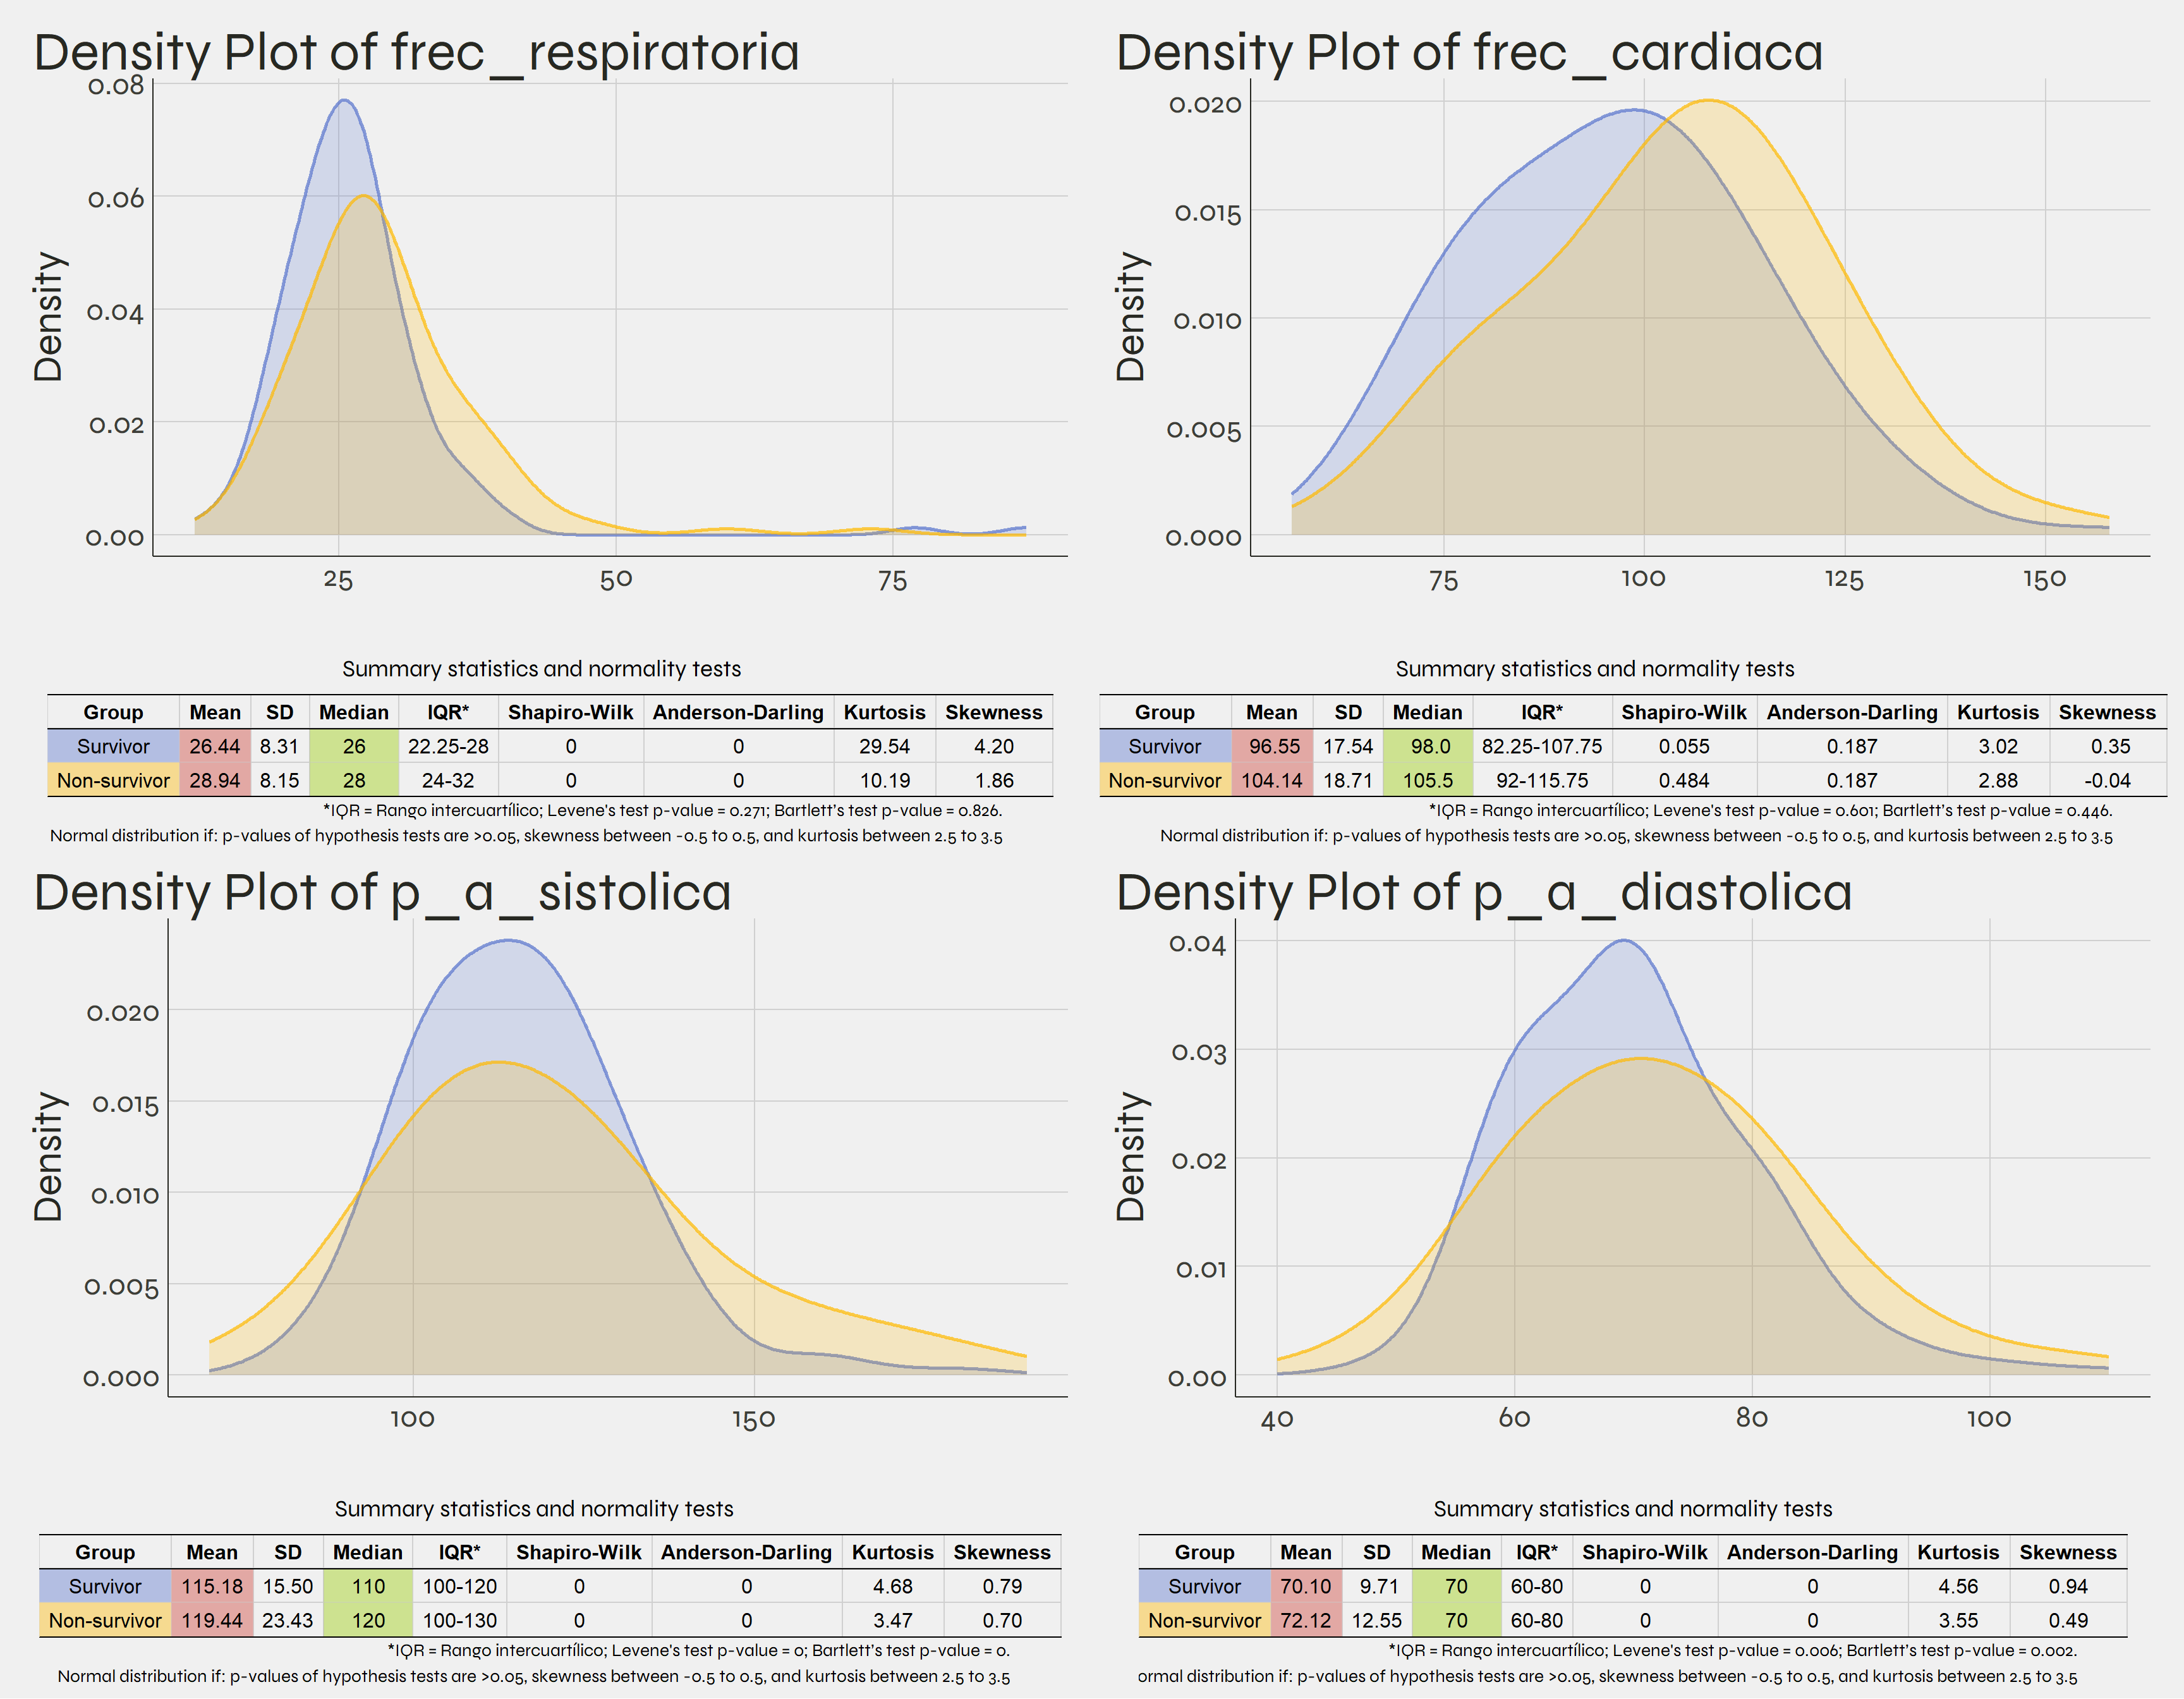 Density Plot of frec_respiratoria
0.08
0.06
0.04
0.02
0.00
Density
25 50 75
Summary statistics and normality tests
Group Mean SD Median IQR* Shapiro-Wilk Anderson-Darling Kurtosis Skewness
Survivor 26.44 8.31 26 22.25-28 0 0 29.54 4.20
Non-survivor 28.94 8.15 28 24-32 0 0 10.19 1.86
*IQR = Rango intercuartílico; Levene's test p-value = 0.271; Bartlett's test p-value = 0.826.
Normal distribution if: p-values of hypothesis tests are >0.05, skewness between -0.5 to 0.5, and kurtosis between 2.5 to 3.5
Density Plot of frec_cardiaca
0.020
0.015
0.010
0.005
0.000
Density
75 100 125 150
Summary statistics and normality tests
Group Mean SD Median IQR* Shapiro-Wilk Anderson-Darling Kurtosis Skewness
Survivor 96.55 17.54 98.0 82.25-107.75 0.055 0.187 3.02 0.35
Non-survivor 104.14 18.71 105.5 92-115.75 0.484 0.187 2.88 -0.04
*IQR = Rango intercuartílico; Levene's test p-value = 0.601; Bartlett's test p-value = 0.446.
Normal distribution if: p-values of hypothesis tests are >0.05, skewness between -0.5 to 0.5, and kurtosis between 2.5 to 3.5
Density Plot of p_a_sistolica
0.020
0.015
0.010
0.005
0.000
Density
100 150
Summary statistics and normality tests
Group Mean SD Median IQR* Shapiro-Wilk Anderson-Darling Kurtosis Skewness
Survivor 115.18 15.50 110 100-120 0 0 4.68 0.79
Non-survivor 119.44 23.43 120 100-130 0 0 3.47 0.70
*IQR = Rango intercuartílico; Levene's test p-value = 0; Bartlett's test p-value = 0.
Normal distribution if: p-values of hypothesis tests are >0.05, skewness between -0.5 to 0.5, and kurtosis between 2.5 to 3.5
Density Plot of p_a_diastolica
0.04
0.03
0.02
0.01
0.00
Density
40 60 80 100
Summary statistics and normality tests
Group Mean SD Median IQR* Shapiro-Wilk Anderson-Darling Kurtosis Skewness
Survivor 70.10 9.71 70 60-80 0 0 4.56 0.94
Non-survivor 72.12 12.55 70 60-80 0 0 3.55 0.49
*IQR = Rango intercuartílico; Levene's test p-value = 0.006; Bartlett's test p-value = 0.002.
ormal distribution if: p-values of hypothesis tests are >0.05, skewness between -0.5 to 0.5, and kurtosis between 2.5 to 3.5